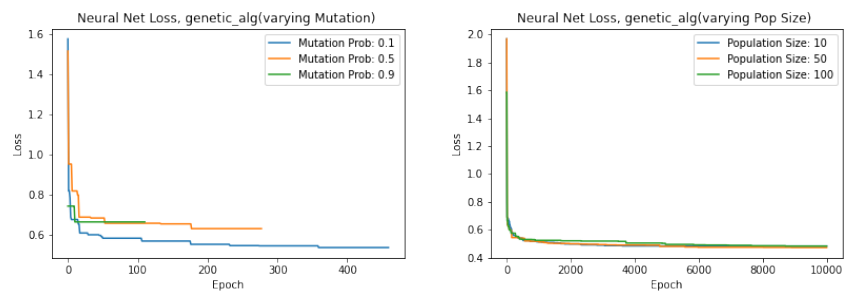 Neural Net Loss, genetic_alg(varying Mutation)
1.6
1.4
1.2
1.0
0.8
0.6
Loss
0
100
200
300
400
Epoch
Mutation Prob: 0.1
Mutation Prob: 0.5
Mutation Prob: 0.9
Neural Net Loss, genetic_alg(varying Pop Size)
2.0
1.8
1.6
1.4
1.2
1.0
0.8
0.6
0.4
Loss
0
2000
4000
6000
8000
10000
Epoch
Population Size: 10
Population Size: 50
Population Size: 100